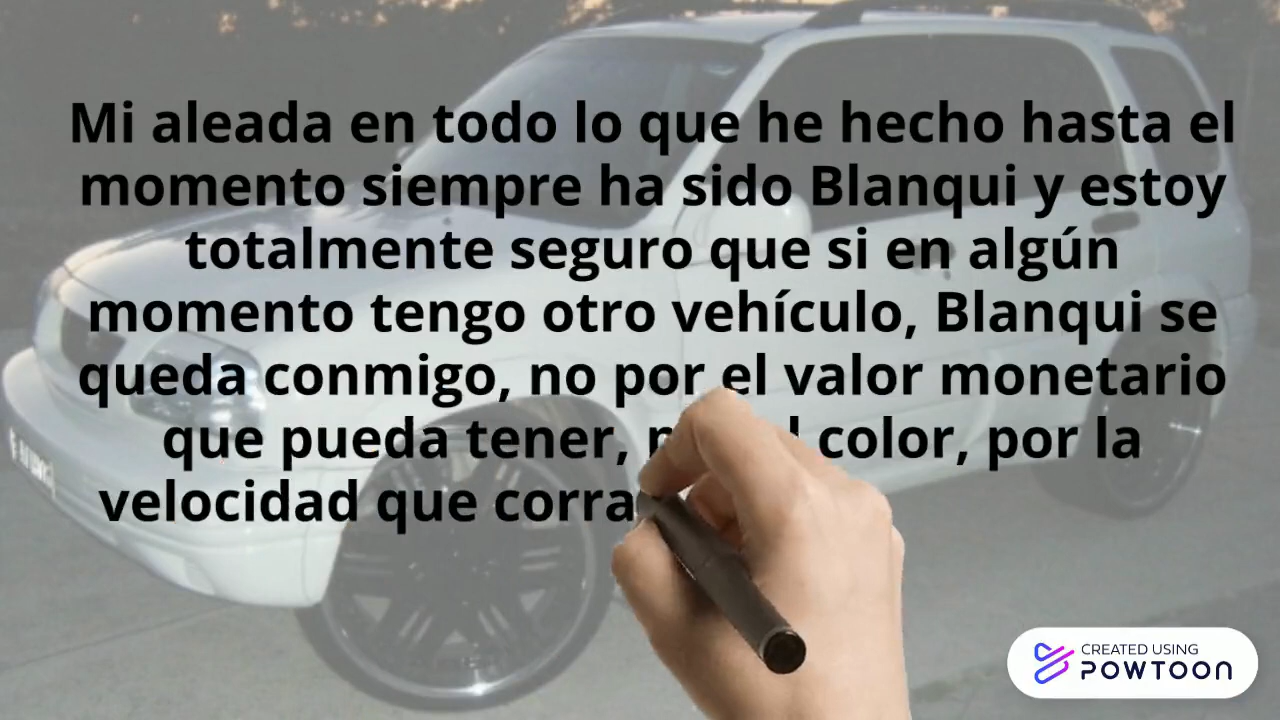 Mi aleada en todo lo que he hecho hasta el
momento siempre ha sido Blanqui y estoy
totalmente seguro que si en algún
momento tengo otro vehículo, Blanqui se
queda conmigo, no por el valor monetario
que pueda tener, color, por la
velocidad que corra
CREATED USING
POWTOON